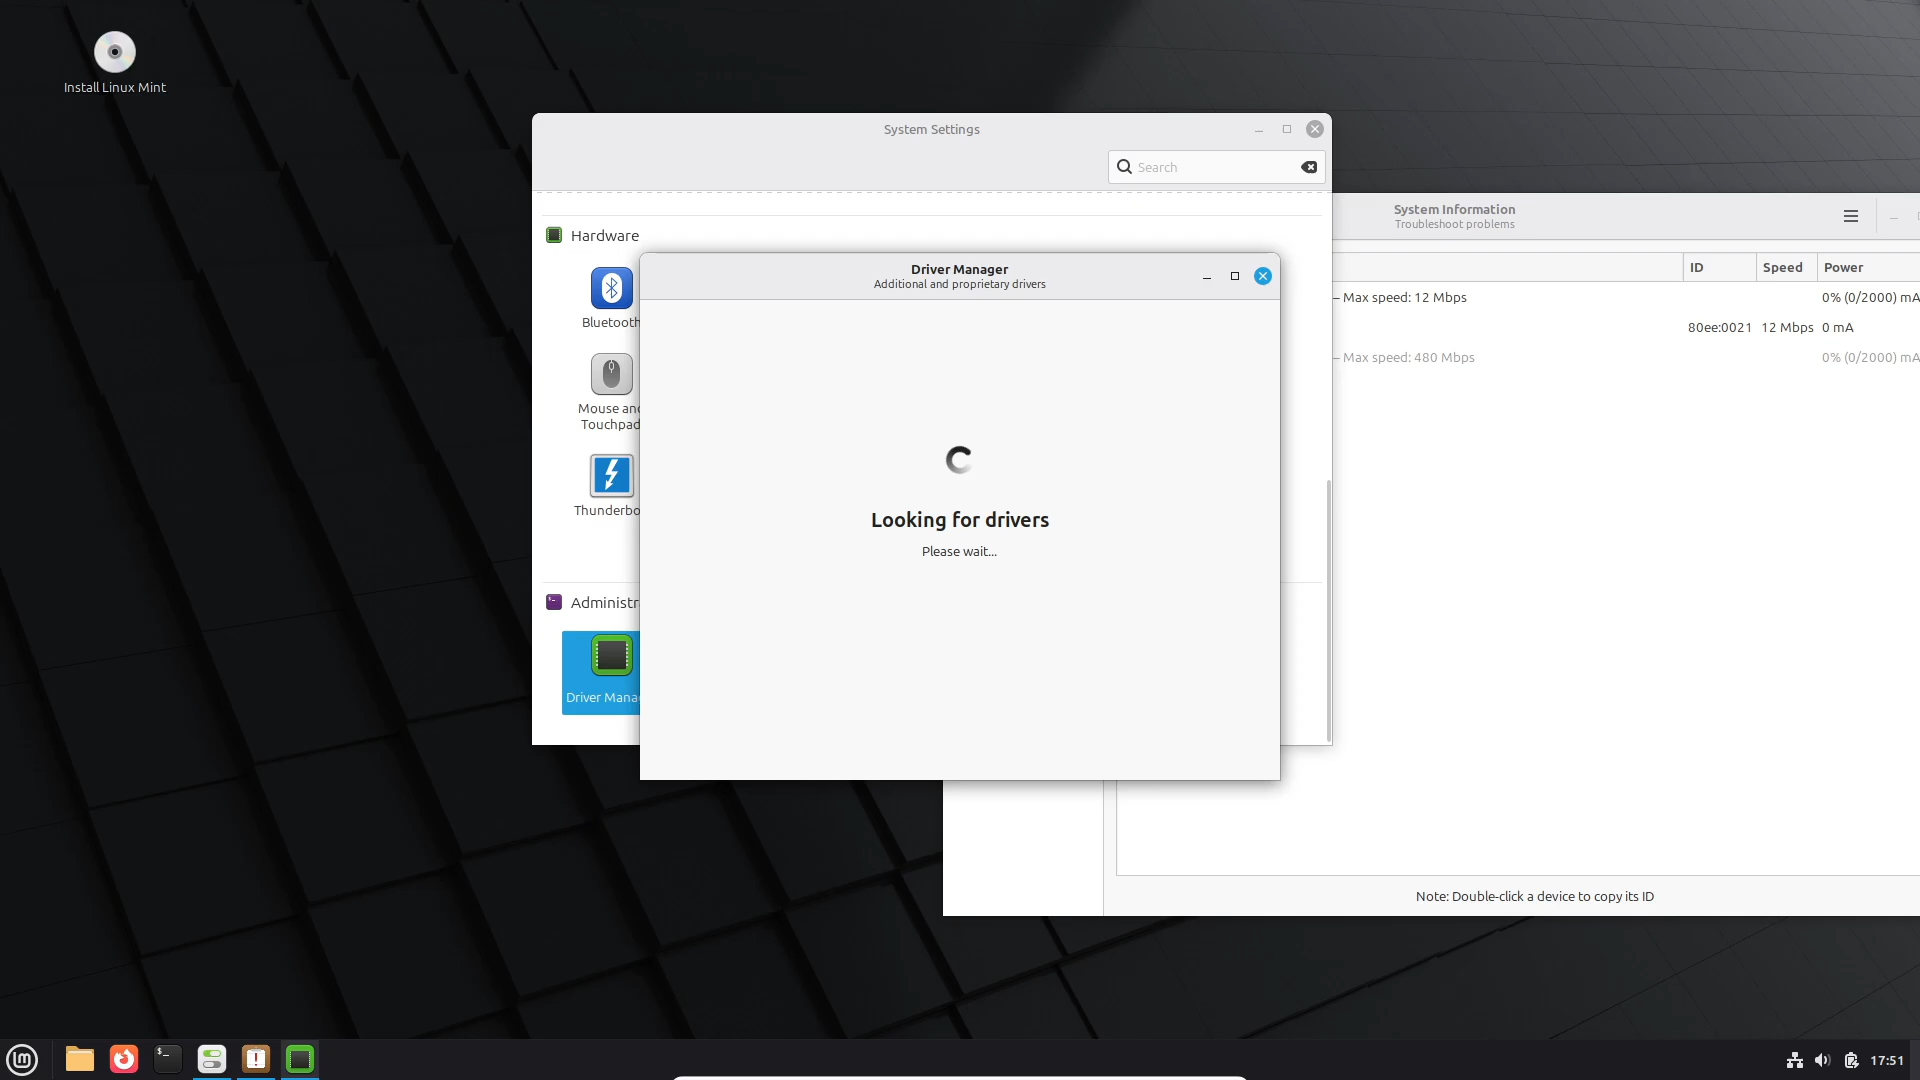 Install Linux Mint
System Settings
Search
Hardware
Bluetooth
Mouse and
Touchpad
Thunderbo
Administr
Driver Mana
Driver Manager
Additional and proprietary drivers
Looking for drivers
Please wait...
System Information
Troubleshoot problems
ID Speed Power
– Max speed: 12 Mbps 0% (0/2000) mA
80ee:0021 12 Mbps 0 mA
– Max speed: 480 Mbps 0% (0/2000) mA
Note: Double-click a device to copy its ID
17:51